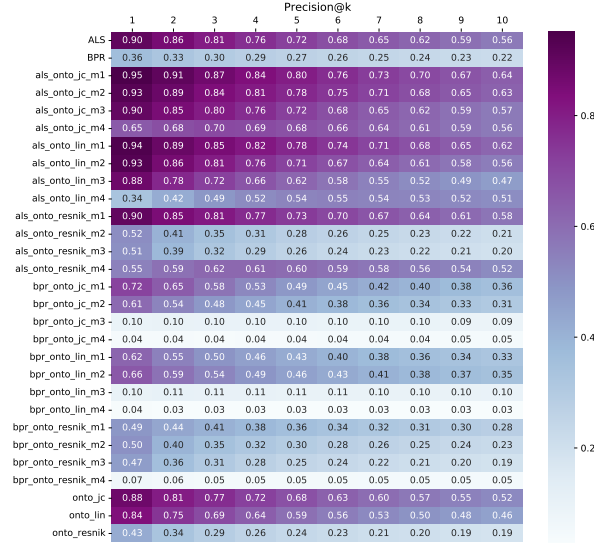 Precision@k
1 2 3 4 5 6 7 8 9 10
ALS 0.90 0.86 0.81 0.76 0.72 0.68 0.65 0.62 0.59 0.56
BPR 0.36 0.33 0.30 0.29 0.27 0.26 0.25 0.24 0.23 0.22
als_onto_jc_m1 0.95 0.91 0.87 0.84 0.80 0.76 0.73 0.70 0.67 0.64
als_onto_jc_m2 0.93 0.89 0.84 0.81 0.78 0.75 0.71 0.68 0.65 0.63
als_onto_jc_m3 0.90 0.85 0.80 0.76 0.72 0.68 0.65 0.62 0.59 0.57
als_onto_jc_m4 0.65 0.68 0.70 0.69 0.68 0.66 0.64 0.61 0.59 0.56
als_onto_lin_m1 0.94 0.89 0.85 0.82 0.78 0.74 0.71 0.68 0.65 0.62
als_onto_lin_m2 0.93 0.86 0.81 0.76 0.71 0.67 0.64 0.61 0.58 0.56
als_onto_lin_m3 0.88 0.78 0.72 0.66 0.62 0.58 0.55 0.52 0.49 0.47
als_onto_lin_m4 0.34 0.42 0.49 0.52 0.54 0.55 0.54 0.53 0.52 0.51
als_onto_resnik_m1 0.90 0.85 0.81 0.77 0.73 0.70 0.67 0.64 0.61 0.58
als_onto_resnik_m2 0.52 0.41 0.35 0.31 0.28 0.26 0.25 0.23 0.22 0.21
als_onto_resnik_m3 0.51 0.39 0.32 0.29 0.26 0.24 0.23 0.22 0.21 0.20
als_onto_resnik_m4 0.55 0.59 0.62 0.61 0.60 0.59 0.58 0.56 0.54 0.52
bpr_onto_jc_m1 0.72 0.65 0.58 0.53 0.49 0.45 0.42 0.40 0.38 0.36
bpr_onto_jc_m2 0.61 0.54 0.48 0.45 0.41 0.38 0.36 0.34 0.33 0.31
bpr_onto_jc_m3 0.10 0.10 0.10 0.10 0.10 0.10 0.10 0.10 0.09 0.09
bpr_onto_jc_m4 0.04 0.04 0.04 0.04 0.04 0.04 0.04 0.04 0.05 0.05
bpr_onto_lin_m1 0.62 0.55 0.50 0.46 0.43 0.40 0.38 0.36 0.34 0.33
bpr_onto_lin_m2 0.66 0.59 0.54 0.49 0.46 0.43 0.41 0.38 0.37 0.35
bpr_onto_lin_m3 0.10 0.11 0.11 0.11 0.11 0.11 0.10 0.10 0.10 0.10
bpr_onto_lin_m4 0.04 0.03 0.03 0.03 0.03 0.03 0.03 0.03 0.03 0.03
bpr_onto_resnik_m1 0.49 0.44 0.41 0.38 0.36 0.34 0.32 0.31 0.30 0.28
bpr_onto_resnik_m2 0.50 0.40 0.35 0.32 0.30 0.28 0.26 0.25 0.24 0.23
bpr_onto_resnik_m3 0.47 0.36 0.31 0.28 0.25 0.24 0.22 0.21 0.20 0.19
bpr_onto_resnik_m4 0.07 0.06 0.05 0.05 0.05 0.05 0.05 0.05 0.05 0.05
onto_jc 0.88 0.81 0.77 0.72 0.68 0.63 0.60 0.57 0.55 0.52
onto_lin 0.84 0.75 0.69 0.64 0.59 0.56 0.53 0.50 0.48 0.46
onto_resnik 0.43 0.34 0.29 0.26 0.24 0.23 0.21 0.20 0.19 0.19
0.8
0.6
0.4
0.2